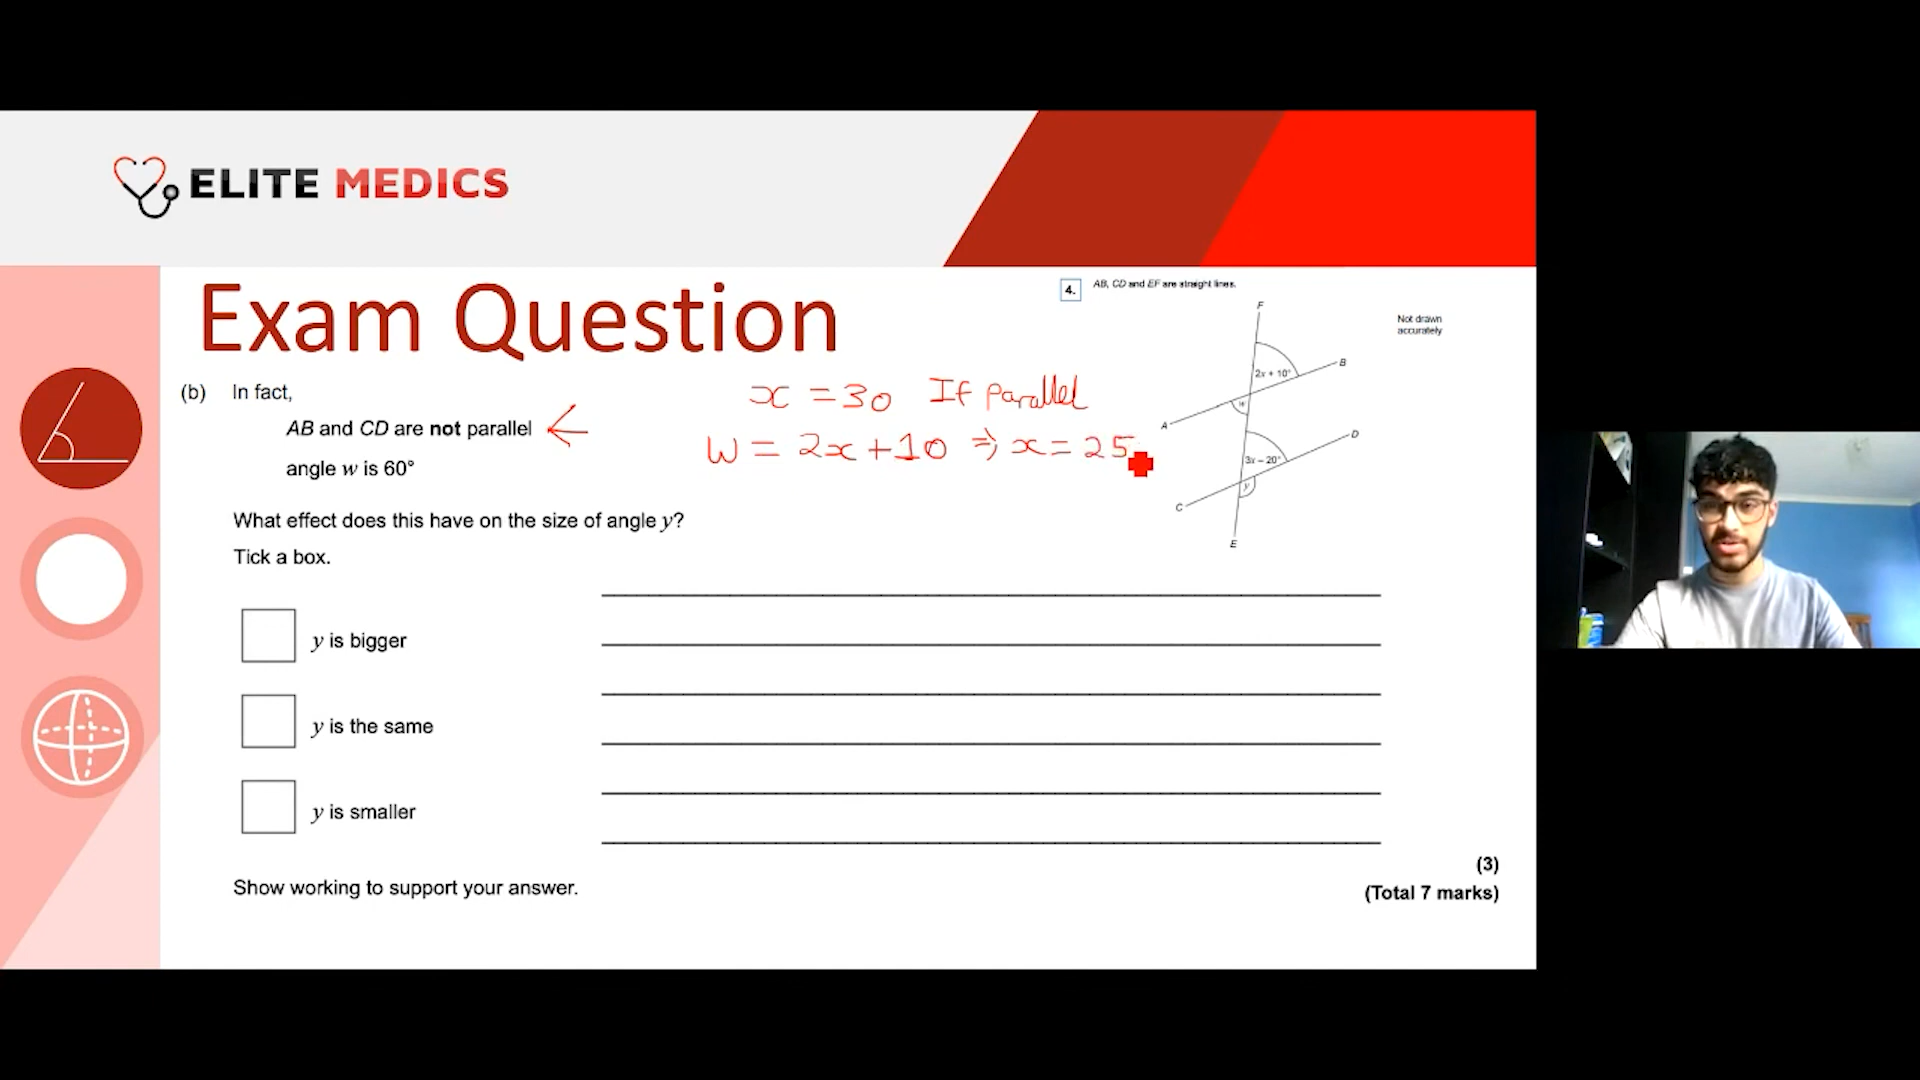 ELITE MEDICS
Exam Question
4. AB, CD and EF are straight lines.
Not drawn
accurately
F
B
2x + 10°
w
A
D
3x – 20°
y
C
E
(b) In fact,
AB and CD are not parallel
angle w is 60°
x = 30 If parallel
W = 2x + 10 ⇒ x = 25
What effect does this have on the size of angle y?
Tick a box.
y is bigger
y is the same
y is smaller
(3)
Show working to support your answer.
(Total 7 marks)